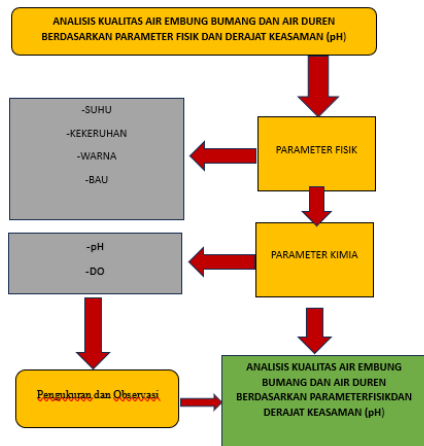 ANALISIS KUALITAS AIR EMBUNG BUMANG DAN AIR DUREN
BERDASARKAN PARAMETER FISIK DAN DERAJAT KEASAMAN (pH)
-SUHU
-KEKERUHAN
-WARNA
-BAU
PARAMETER FISIK
-pH
-DO
PARAMETER KIMIA
Pengukuran dan Observasi
ANALISIS KUALITAS AIR EMBUNG
BUMANG DAN AIR DUREN
BERDASARKAN PARAMETERFISIKDAN
DERAJAT KEASAMAN (pH)